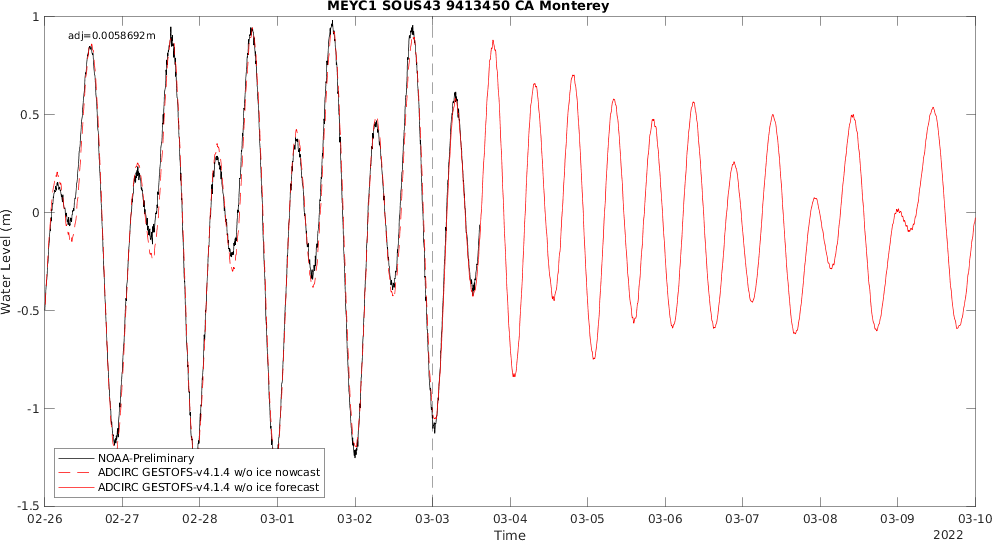 MEYC1 SOUS43 9413450 CA Monterey
adj=0.0058692m
1
0.5
0
-0.5
-1
-1.5
Water Level (m)
NOAA-Preliminary
ADCIRC GESTOFS-v4.1.4 w/o ice nowcast
ADCIRC GESTOFS-v4.1.4 w/o ice forecast
02-26 02-27 02-28 03-01 03-02 03-03 03-04 03-05 03-06 03-07 03-08 03-09 03-10
Time
2022